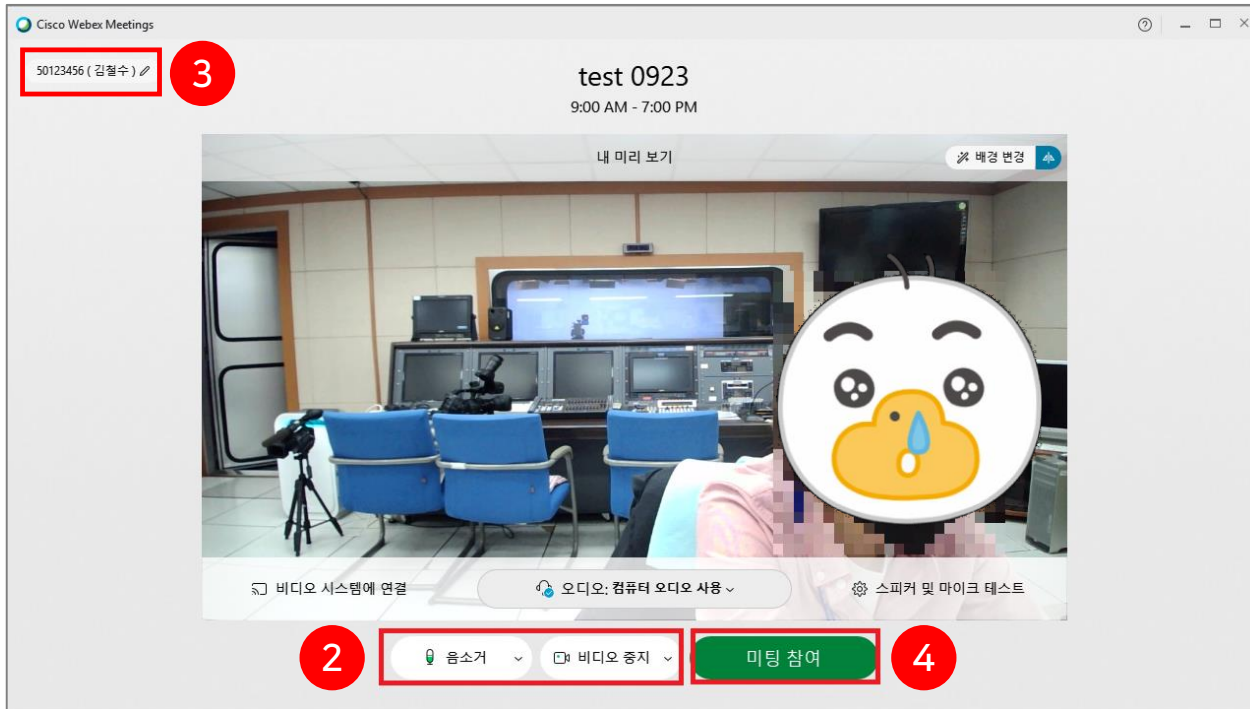 Cisco Webex Meetings
50123456 ( 김철수 )
3
test 0923
9:00 AM - 7:00 PM
내 미리 보기
배경 변경
비디오 시스템에 연결
오디오: 컴퓨터 오디오 사용
스피커 및 마이크 테스트
2
음소거
비디오 중지
미팅 참여
4